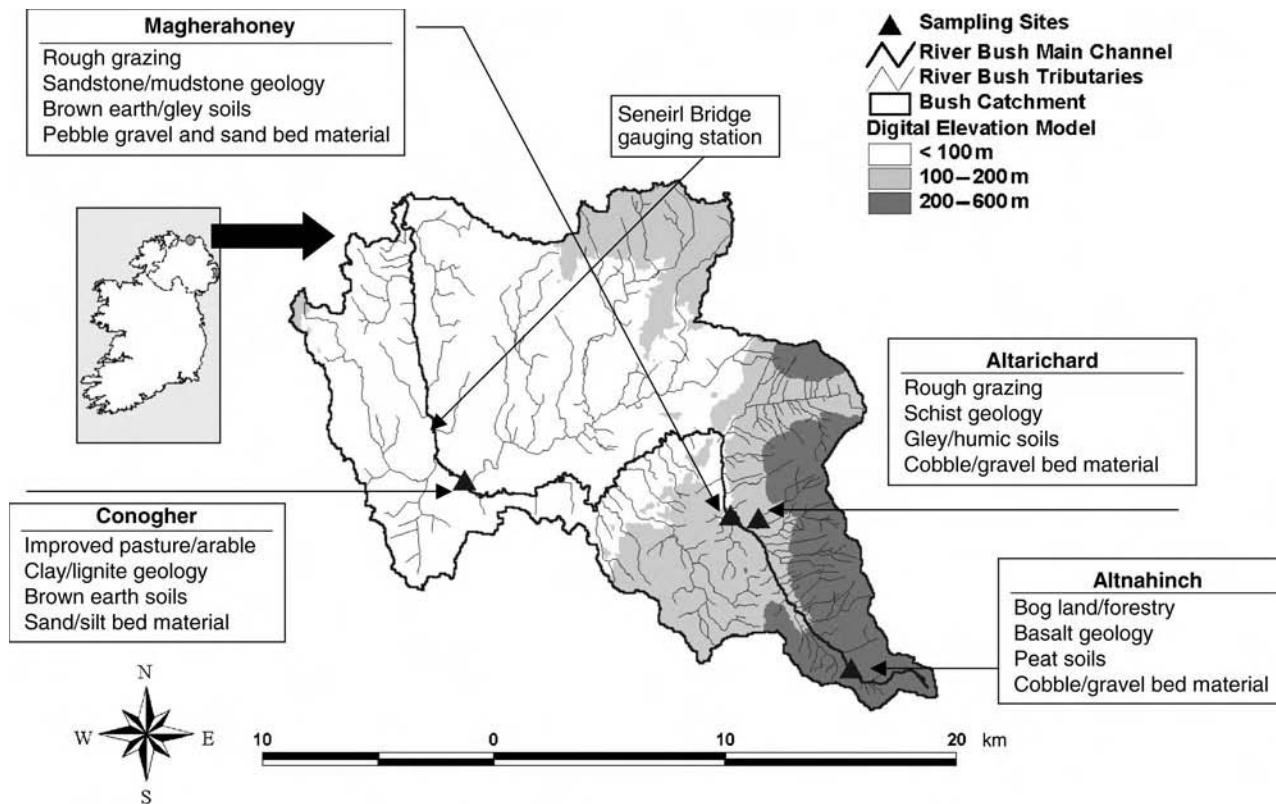 Magherahoney
Rough grazing
Sandstone/mudstone geology
Brown earth/gley soils
Pebble gravel and sand bed material
Seneirl Bridge
gauging station
Sampling Sites
River Bush Main Channel
River Bush Tributaries
Bush Catchment
Digital Elevation Model
< 100 m
100–200 m
200–600 m
Altarichard
Rough grazing
Schist geology
Gley/humic soils
Cobble/gravel bed material
Conogher
Improved pasture/arable
Clay/lignite geology
Brown earth soils
Sand/silt bed material
Altnahinch
Bog land/forestry
Basalt geology
Peat soils
Cobble/gravel bed material
N
W E
S
10 0 10 20 km